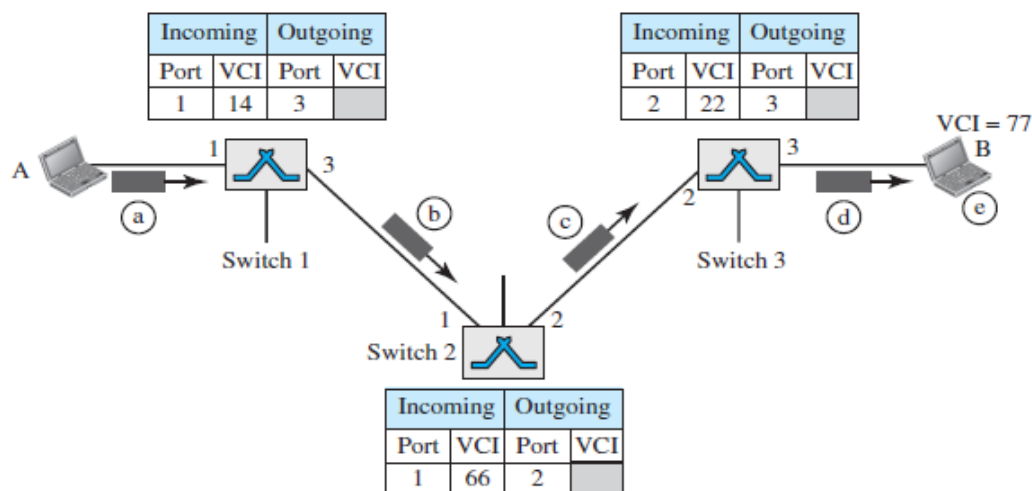 Incoming Outgoing
Port VCI Port VCI
1 14 3
Incoming Outgoing
Port VCI Port VCI
2 22 3
VCI = 77
A
1
3
3
B
a
b
c
2
d
e
Switch 1
Switch 3
1
2
Switch 2
Incoming Outgoing
Port VCI Port VCI
1 66 2